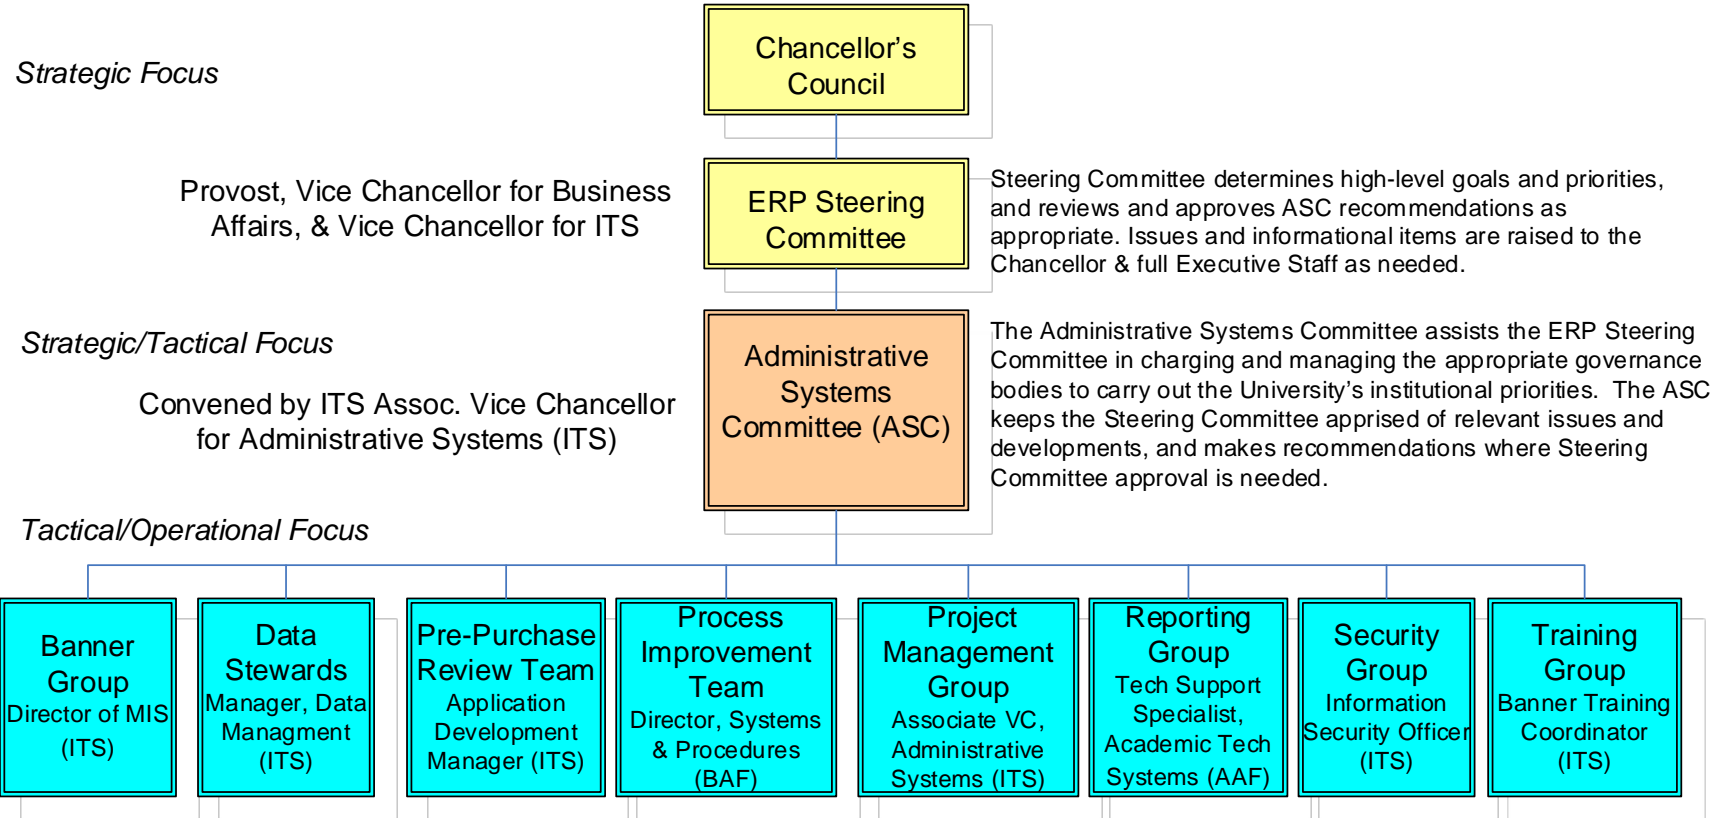 Chancellor's
Council
Strategic Focus
Provost, Vice Chancellor for Business
Affairs, & Vice Chancellor for ITS
ERP Steering
Committee
Steering Committee determines high-level goals and priorities,
and reviews and approves ASC recommendations as
appropriate. Issues and informational items are raised to the
Chancellor & full Executive Staff as needed.
Strategic/Tactical Focus
Convened by ITS Assoc. Vice Chancellor
for Administrative Systems (ITS)
Administrative
Systems
Committee (ASC)
The Administrative Systems Committee assists the ERP Steering
Committee in charging and managing the appropriate governance
bodies to carry out the University's institutional priorities.  The ASC
keeps the Steering Committee apprised of relevant issues and
developments, and makes recommendations where Steering
Committee approval is needed.
Tactical/Operational Focus
Banner
Group
Director of MIS
(ITS)
Data
Stewards
Manager, Data
Managment
(ITS)
Pre-Purchase
Review Team
Application
Development
Manager (ITS)
Process
Improvement
Team
Director, Systems
& Procedures
(BAF)
Project
Management
Group
Associate VC,
Administrative
Systems (ITS)
Reporting
Group
Tech Support
Specialist,
Academic Tech
Systems (AAF)
Security
Group
Information
Security Officer
(ITS)
Training
Group
Banner Training
Coordinator
(ITS)